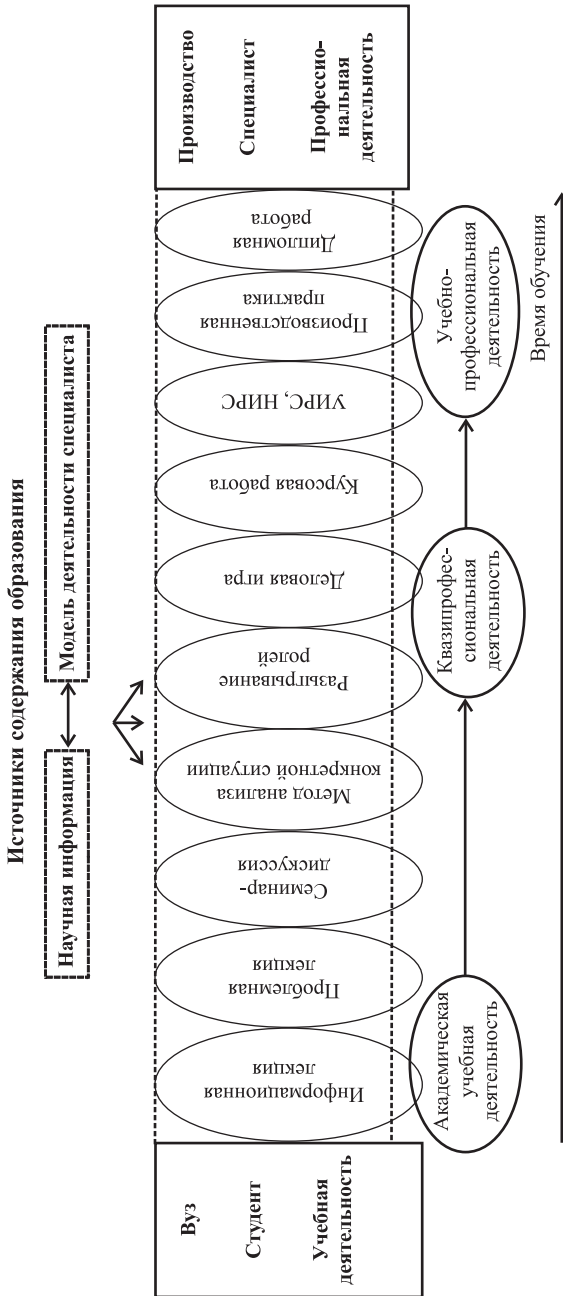 Источники содержания образования
Научная информация
Модель деятельности специалиста
Вуз
Студент
Учебная
деятельность
Информационная
лекция
Проблемная
лекция
Семинар-
дискуссия
Метод анализа
конкретной ситуации
Разыгрывание
ролей
Деловая игра
Курсовая работа
УИРС, НИРС
Производственная
практика
Дипломная
работа
Производство
Специалист
Профессио-
нальная
деятельность
Академическая
учебная
деятельность
Квазипрофес-
сиональная
деятельность
Учебно-
профессиональная
деятельность
Время обучения